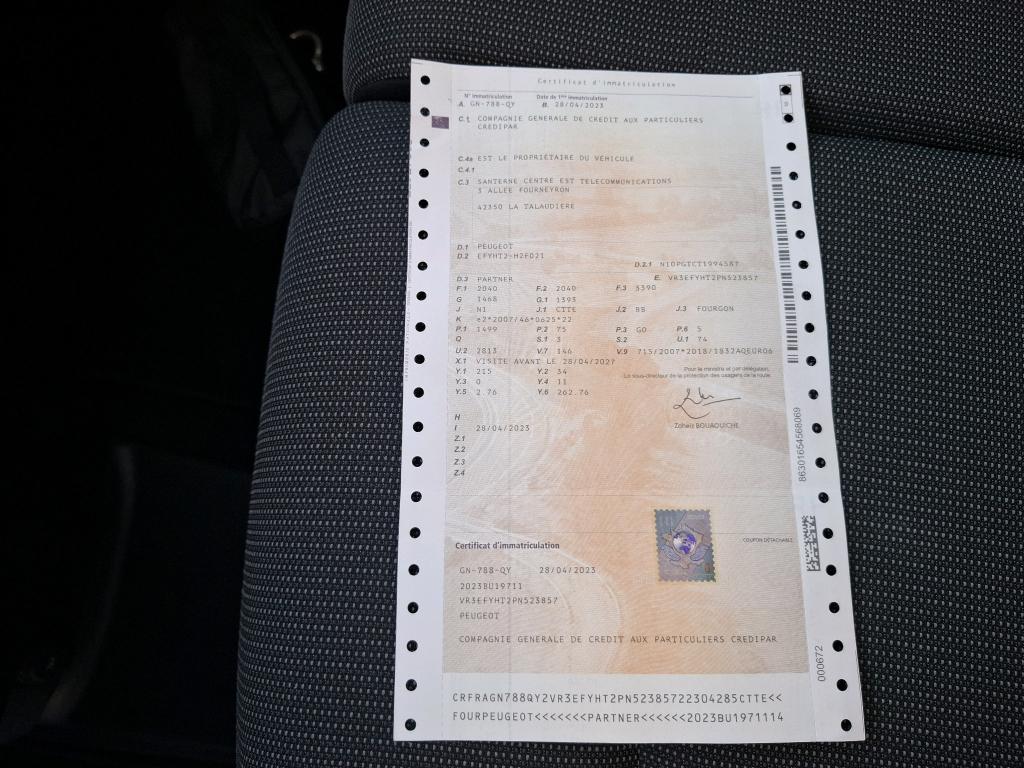 Certificat d'immatriculation
N° immatriculation Date de 1ère immatriculation
A. GN-788-QY B. 28/04/2023
C.1 COMPAGNIE GENERALE DE CREDIT AUX PARTICULIERS
CREDIPAR
C.4a EST LE PROPRIÉTAIRE DU VÉHICULE
C.4.1
C.3 SANTERNE CENTRE EST TELECOMMUNICATIONS
3 ALLEE FOURNEYRON
42350 LA TALAUDIERE
D.1 PEUGEOT
D.2 EFYHT2-H2F021
D.2.1 N10PGTCT1994587
D.3 PARTNER E. VR3EFYHT2PN523857
F.1 2040 F.2 2040 F.3 3390
G 1468 G.1 1393
J N1 J.1 CTTE J.2 BB J.3 FOURGON
K e2*2007/46*0625*22
P.1 1499 P.2 75 P.3 GO P.6 5
Q S.1 3 S.2 U.1 74
U.2 2813 V.7 146 V.9 715/2007*2018/1832AQEURO6
X.1 VISITE AVANT LE 28/04/2027
Y.1 215 Y.2 34
Y.3 0 Y.4 11
Y.5 2.76 Y.6 262.76
Pour le ministre et par délégation,
Le sous-directeur de la protection des usagers de la route,
Zoheir BOUAOUICHE
H
I 28/04/2023
Z.1
Z.2
Z.3
Z.4
86301654568069
COUPON DÉTACHABLE
Certificat d'immatriculation
GN-788-QY 28/04/2023
2023BU19711
VR3EFYHT2PN523857
PEUGEOT
COMPAGNIE GENERALE DE CREDIT AUX PARTICULIERS CREDIPAR
000672
CRFRAGN788QY2VR3EFYHT2PN52385722304285CTTE<<
FOURPEUGEOT<<<<<<<PARTNER<<<<<<2023BU1971114